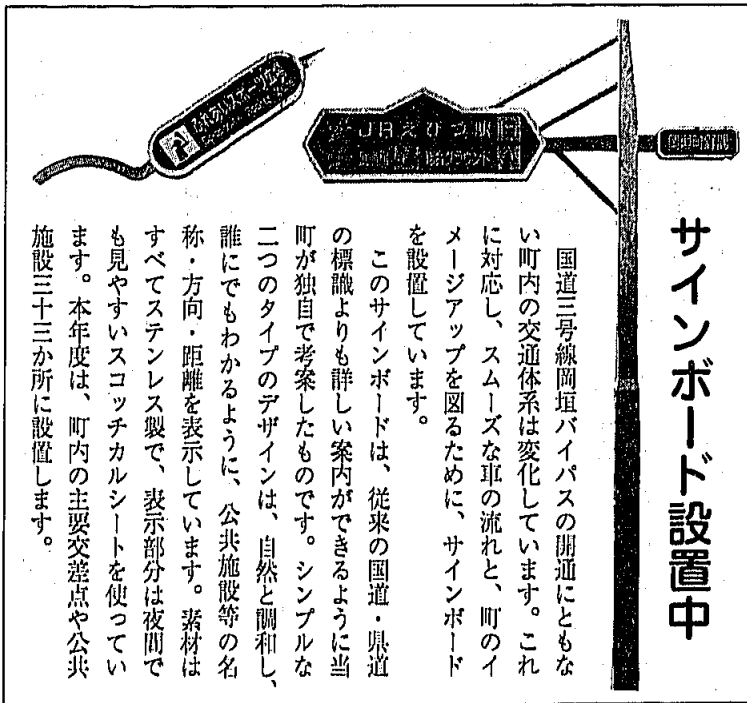 サインボード設置中
国道三号線岡垣バイパスの開通にともな
い町内の交通体系は変化しています。これ
に対応し、スムーズな車の流れと、町のイ
メージアップを図るために、サインボード
を設置しています。
このサインボードは、従来の国道・県道
の標識よりも詳しい案内ができるように当
町が独自で考案したものです。シンプルな
二つのタイプのデザインは、自然と調和し、
誰にでもわかるように、公共施設等の名
称・方向・距離を表示しています。素材は
すべてステンレス製で、表示部分は夜間で
も見やすいスコッチカルシートを使ってい
ます。本年度は、町内の主要交差点や公共
施設三十三か所に設置します。
JRえびつ駅